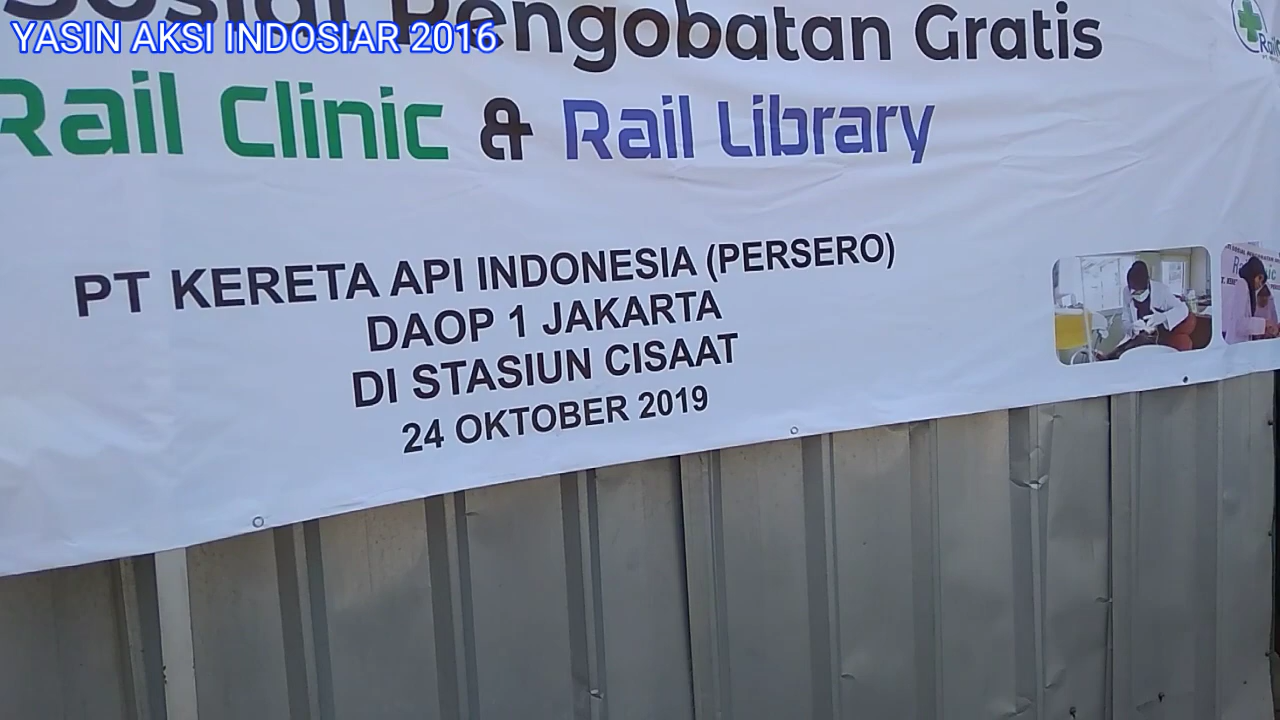 YASIN AKSI INDOSIAR 2016
Sosial Pengobatan Gratis
Rail Clinic & Rail Library
PT KERETA API INDONESIA (PERSERO)
DAOP 1 JAKARTA
DI STASIUN CISAAT
24 OKTOBER 2019